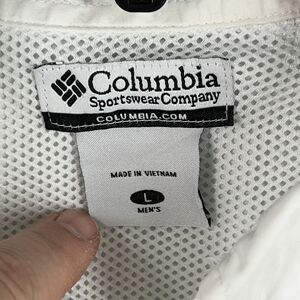 Columbia
Sportswear Company
COLUMBIA.COM
MADE IN VIETNAM
L
MEN'S